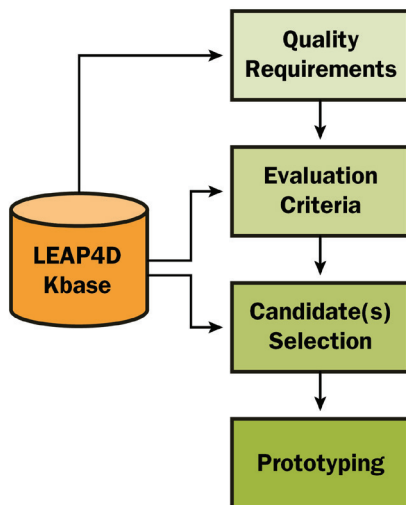 Quality
Requirements
Evaluation
Criteria
LEAP4D
Kbase
Candidate(s)
Selection
Prototyping